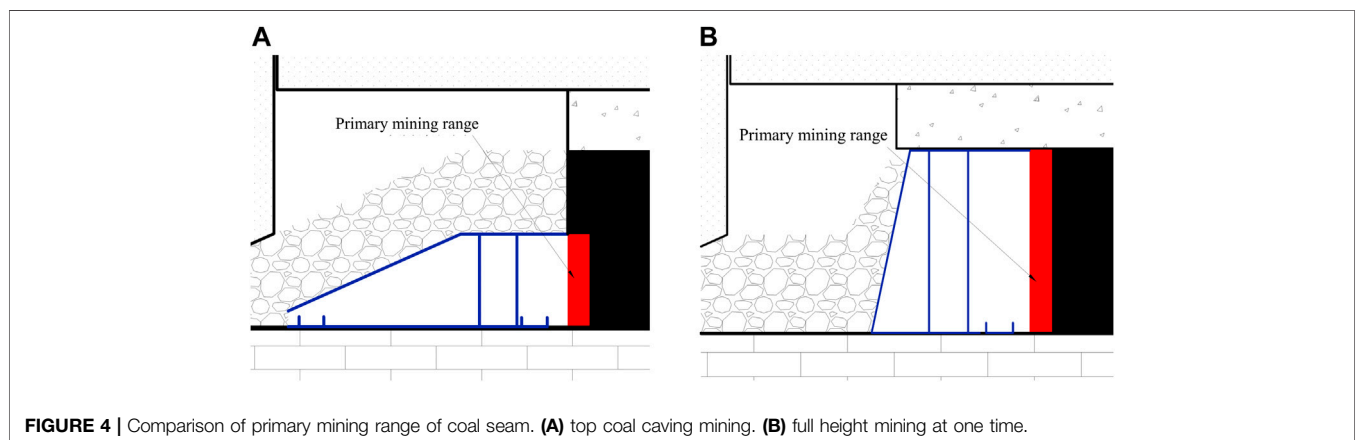 A
B
Primary mining range
Primary mining range
FIGURE 4 | Comparison of primary mining range of coal seam. (A) top coal caving mining. (B) full height mining at one time.